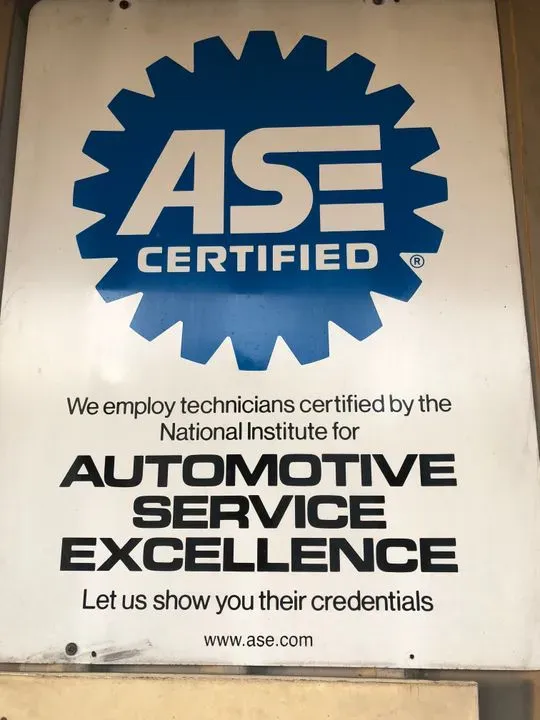 ASE
CERTIFIED ®
We employ technicians certified by the
National Institute for
AUTOMOTIVE
SERVICE
EXCELLENCE
Let us show you their credentials
www.ase.com